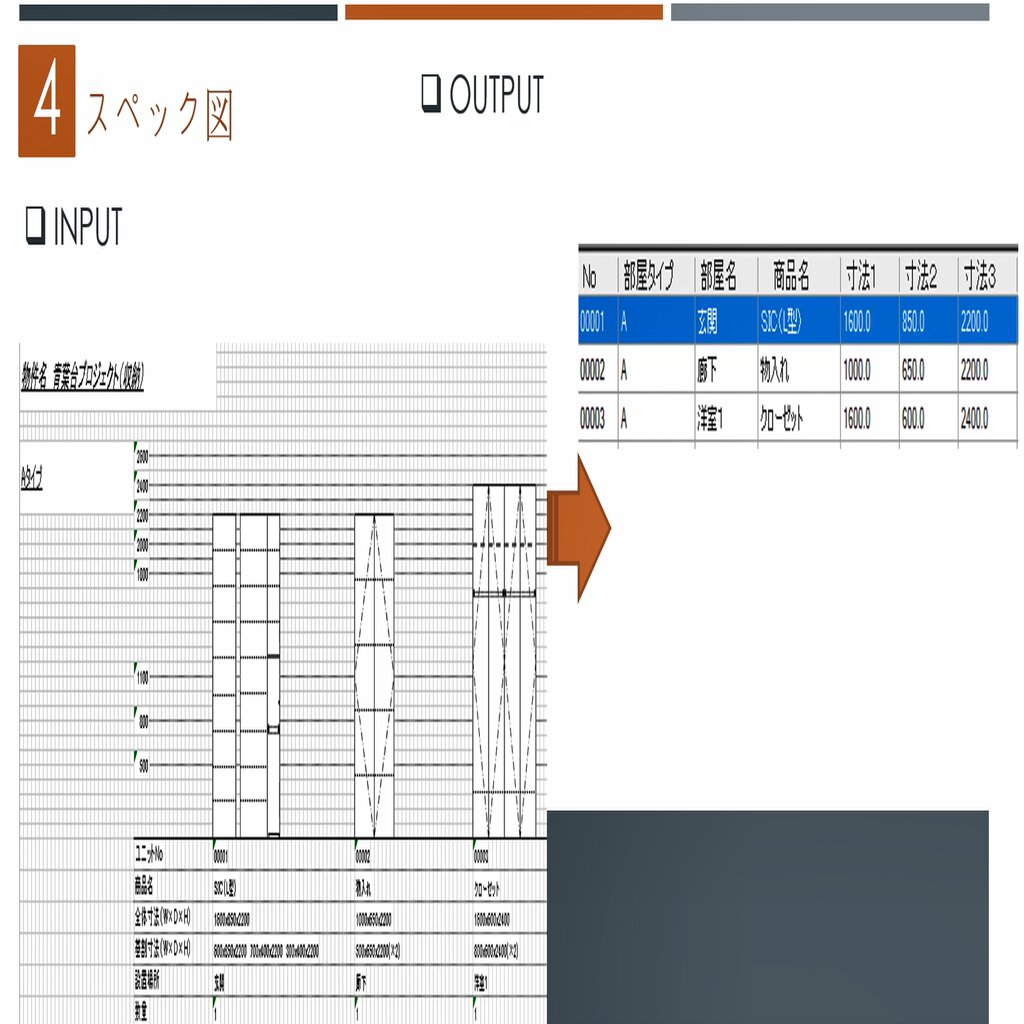 4 スペック図
OUTPUT
INPUT
No 部屋タイプ 部屋名 商品名 寸法1 寸法2 寸法3
00001 A 玄関 SIC(L型) 1600.0 850.0 2200.0
00002 A 廊下 物入れ 1000.0 650.0 2200.0
00003 A 洋室1 クローゼット 1600.0 600.0 2400.0
物件名 青葉台プロジェクト(収納)
Aタイプ
2600
2400
2200
2000
1800
1100
800
500
ユニットNo 00001 00002 00003
商品名 SIC(L型) 物入れ クローゼット
全体寸法(W×D×H) 1600x850x2200 1000x650x2200 1600x600x2400
基割寸法(W×D×H) 600x850x2200 700x400x2200 300x400x2200 500x650x2200(×2) 800x600x2400(×2)
設置場所 玄関 廊下 洋室1
数量 1 1 1